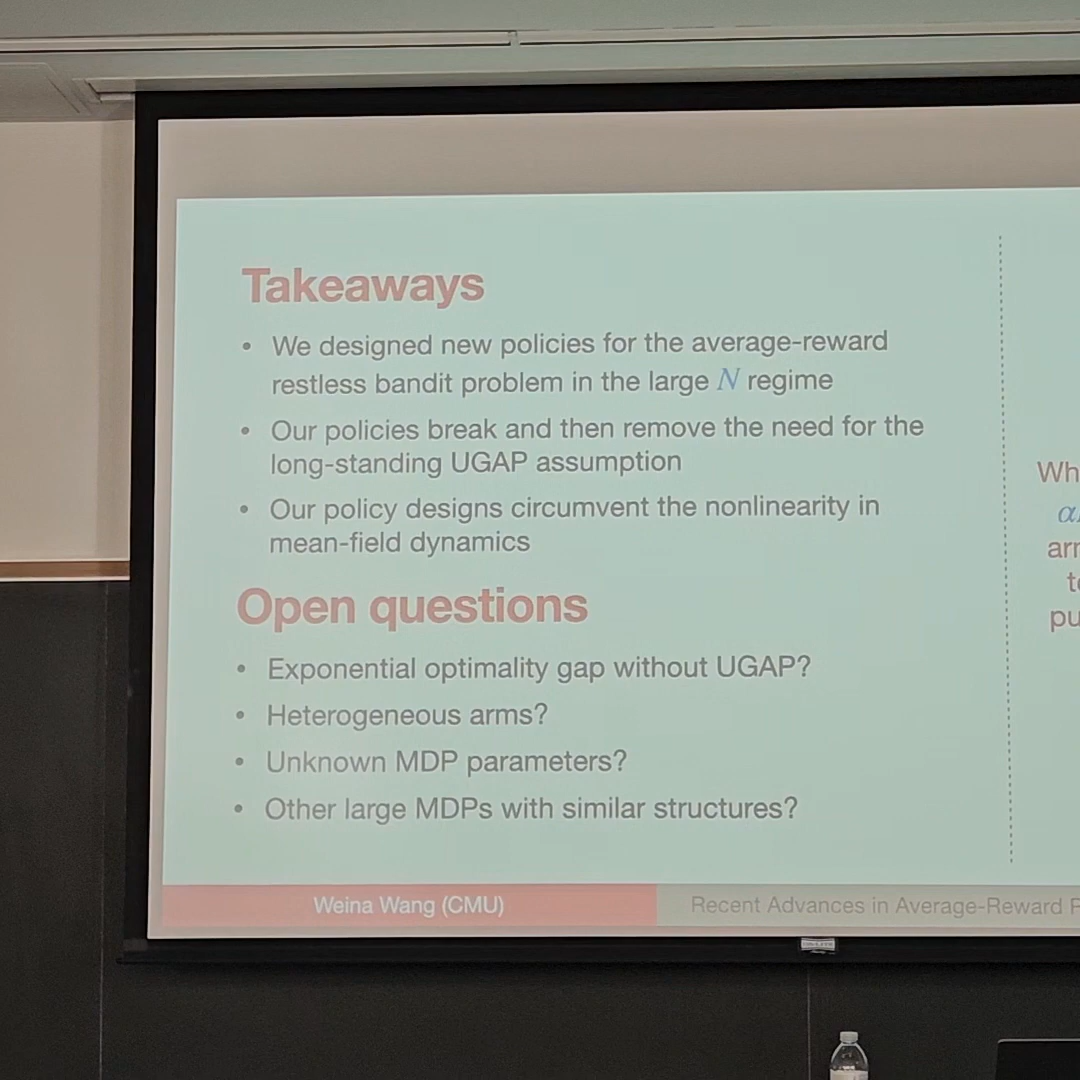 Takeaways
• We designed new policies for the average-reward
restless bandit problem in the large N regime
• Our policies break and then remove the need for the
long-standing UGAP assumption
• Our policy designs circumvent the nonlinearity in
mean-field dynamics
Open questions
• Exponential optimality gap without UGAP?
• Heterogeneous arms?
• Unknown MDP parameters?
• Other large MDPs with similar structures?
Weina Wang (CMU)
Recent Advances in Average-Reward